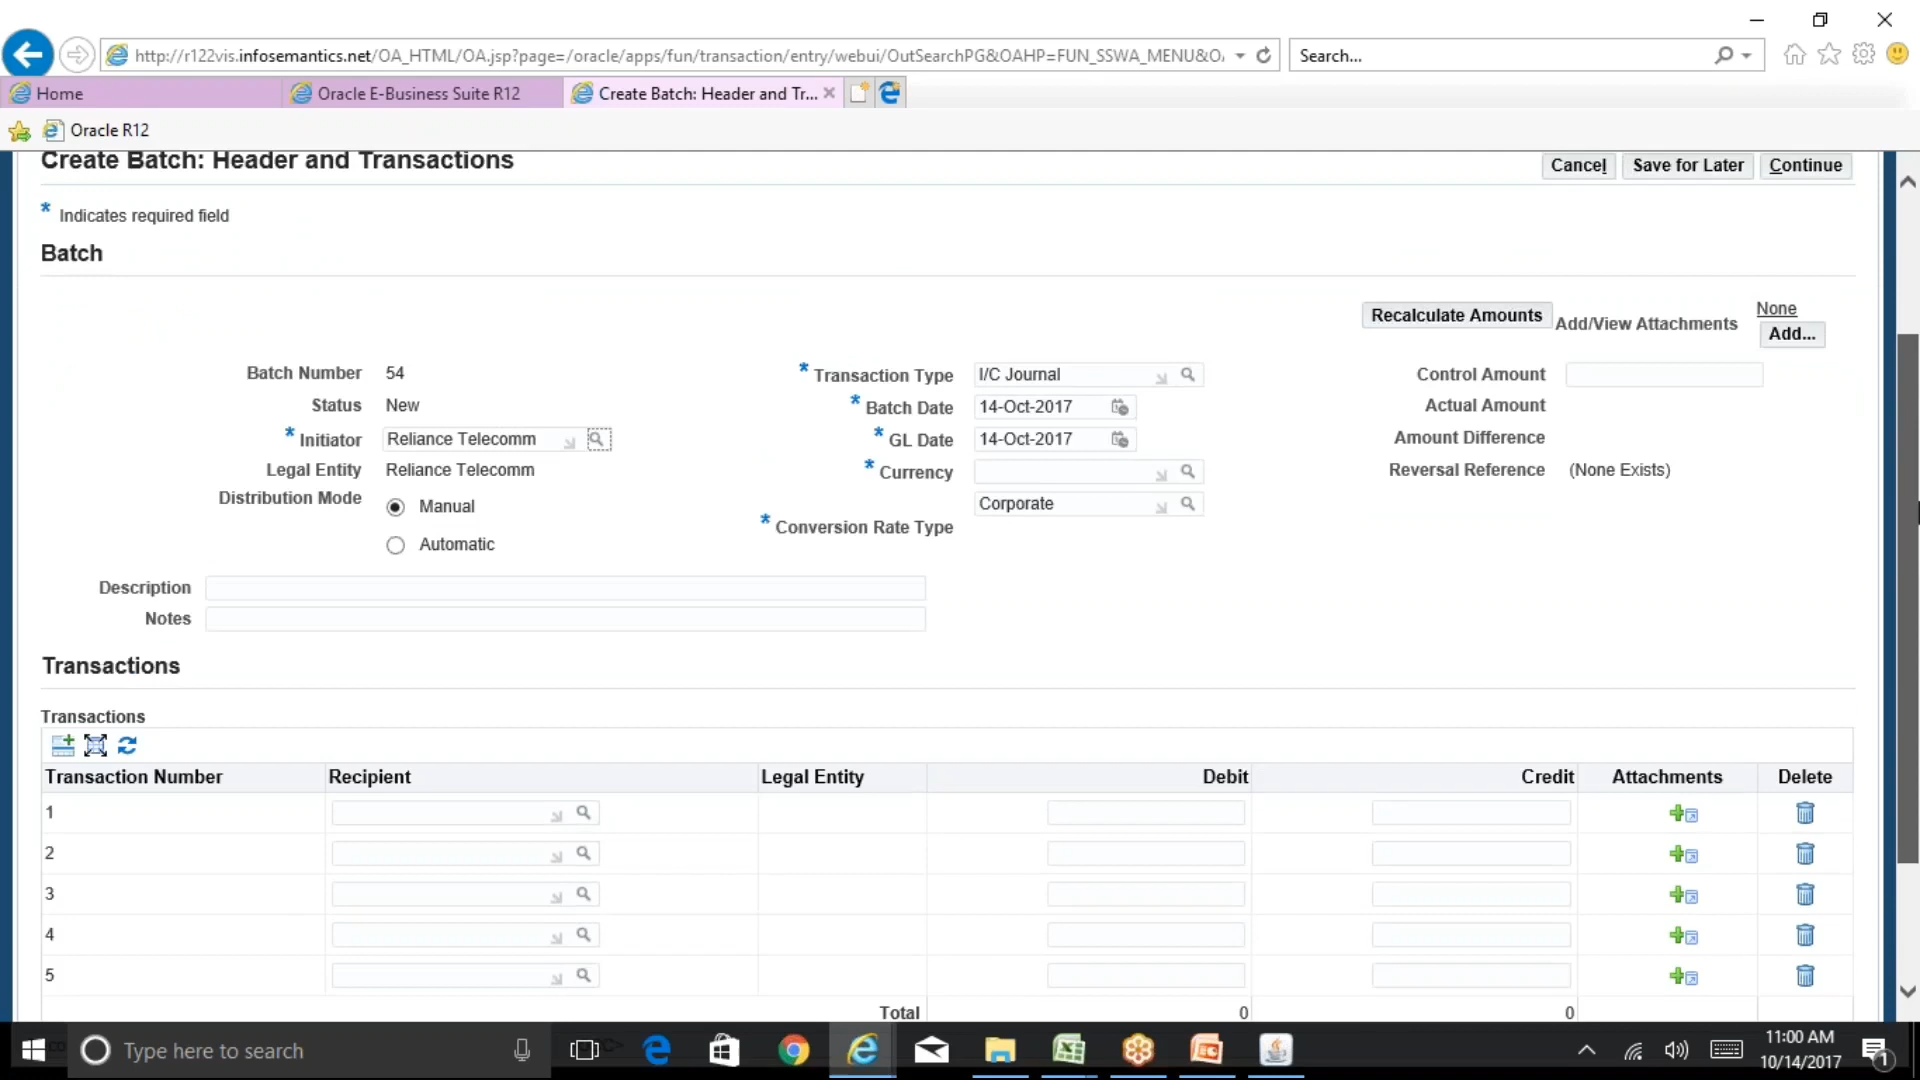 http://r122vis.infosemantics.net/OA_HTML/OA.jsp?page=/oracle/apps/fun/transaction/entry/webui/OutSearchPG&OAHP=FUN_SSWA_MENU&O
Search...
Home
Oracle E-Business Suite R12
Create Batch: Header and Tr...
Oracle R12
Create Batch: Header and Transactions
Cancel
Save for Later
Continue
* Indicates required field
Batch
Recalculate Amounts
Add/View Attachments
None
Add...
Batch Number 54
Status New
* Initiator Reliance Telecomm
Legal Entity Reliance Telecomm
Distribution Mode
Manual
Automatic
* Transaction Type I/C Journal
* Batch Date 14-Oct-2017
* GL Date 14-Oct-2017
* Currency
Corporate
* Conversion Rate Type
Control Amount
Actual Amount
Amount Difference
Reversal Reference (None Exists)
Description
Notes
Transactions
Transactions
Transaction Number Recipient Legal Entity Debit Credit Attachments Delete
1
2
3
4
5
Total 0 0
Type here to search
11:00 AM
10/14/2017
1